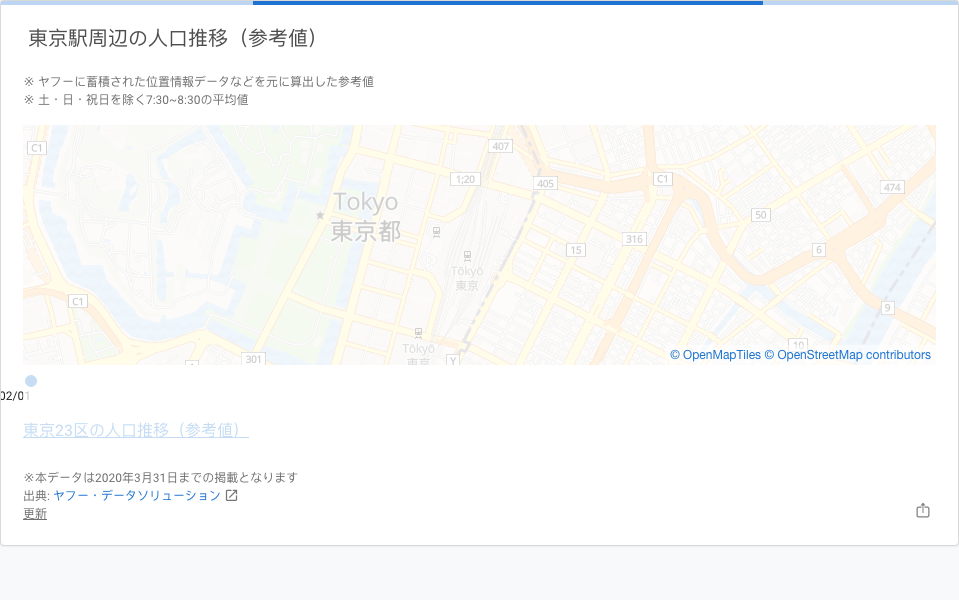 東京駅周辺の人口推移（参考値）
※ ヤフーに蓄積された位置情報データなどを元に算出した参考値
※ 土・日・祝日を除く7:30~8:30の平均値
C1
407
1;20
405
C1
474
Tokyo
東京都
50
316
15
6
Tōkyō
東京
C1
9
10
301
Tōkyō
東京
Y
© OpenMapTiles © OpenStreetMap contributors
02/01
東京23区の人口推移（参考値）
※本データは2020年3月31日までの掲載となります
出典: ヤフー・データソリューション
更新